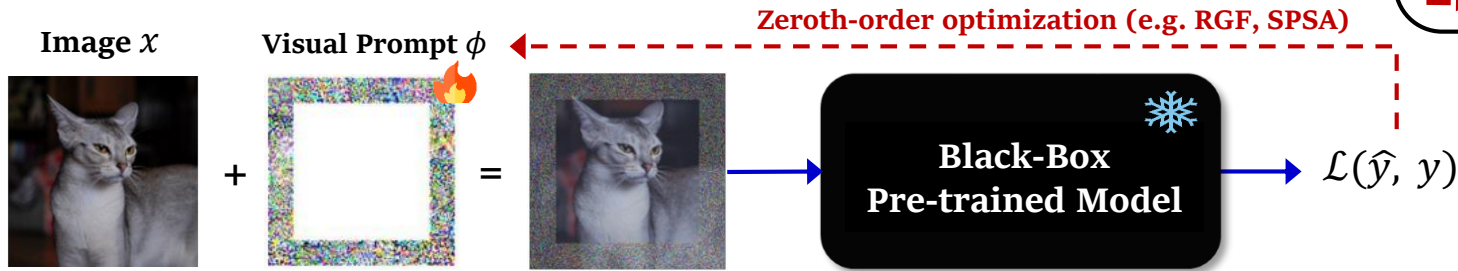 Zeroth-order optimization (e.g. RGF, SPSA)
Image x
Visual Prompt ϕ
+
=
Black-Box
Pre-trained Model
ℒ(ŷ, y)